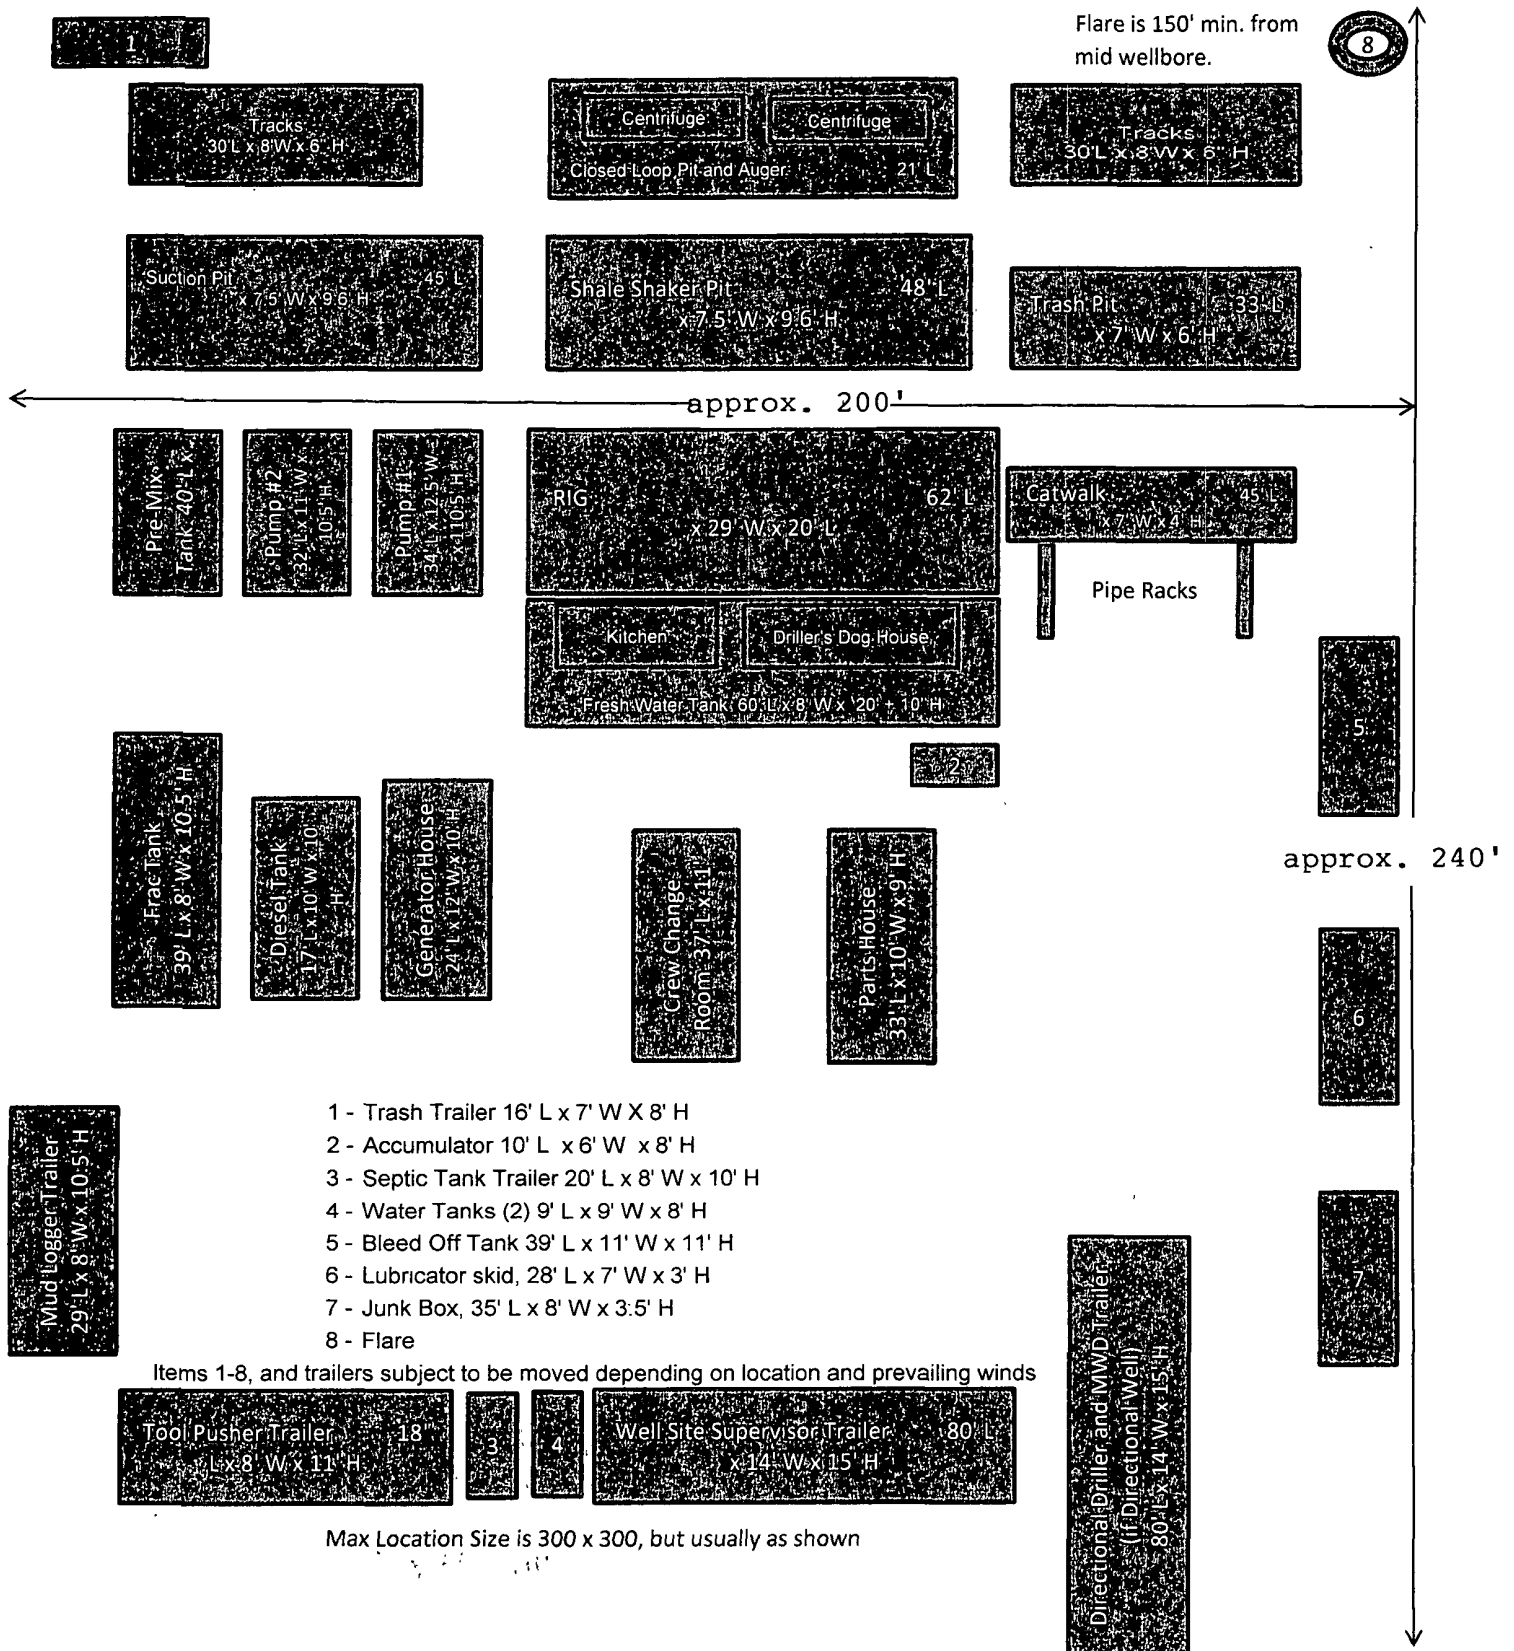 Flare is 150' min. from
mid wellbore.
8
1
Tracks
30'L x 8'W x 6" H
Centrifuge
Centrifuge
Closed Loop Pit and Auger 21' L
Tracks
30'L x 8'W x 6" H
Suction Pit 45' L
x 7.5' W x 9.6' H
Shale Shaker Pit 48' L
x 7.5' W x 9.6' H
Trash Pit 33' L
x 7' W x 6' H
approx. 200'
Pre-Mix
Tank 40' L x
Pump #2
32' L x 11' W x
10.5' H
Pump #1
34' L x 12.5' W
x 10.5' H
RIG 62' L
x 29' W x 20' L
Catwalk 45' L
x 7' W x 4' H
Pipe Racks
Kitchen
Driller's Dog House
Fresh Water Tank 60' L x 8' W x 20' + 10' H
2
5
Frac Tank
39' L x 8' W x 10.5' H
Diesel Tank
17' L x 10' W x 10'
H
Generator House
24' L x 12' W x 10' H
Crew Change
Room 37' L x 11'
Parts House
33' L x 10' W x 9' H
approx. 240'
6
Mud Logger Trailer
29' L x 8' W x 10.5' H
1 - Trash Trailer 16' L x 7' W X 8' H
2 - Accumulator 10' L x 6' W x 8' H
3 - Septic Tank Trailer 20' L x 8' W x 10' H
4 - Water Tanks (2) 9' L x 9' W x 8' H
5 - Bleed Off Tank 39' L x 11' W x 11' H
6 - Lubricator skid, 28' L x 7' W x 3' H
7 - Junk Box, 35' L x 8' W x 3.5' H
8 - Flare
Items 1-8, and trailers subject to be moved depending on location and prevailing winds
7
Directional Driller and MWD Trailer
(if Directional Well)
80' L x 14' W x 15' H
Tool Pusher Trailer 18
L x 8' W x 11' H
3
4
Well Site Supervisor Trailer 80' L
x 14' W x 15' H
Max Location Size is 300 x 300, but usually as shown